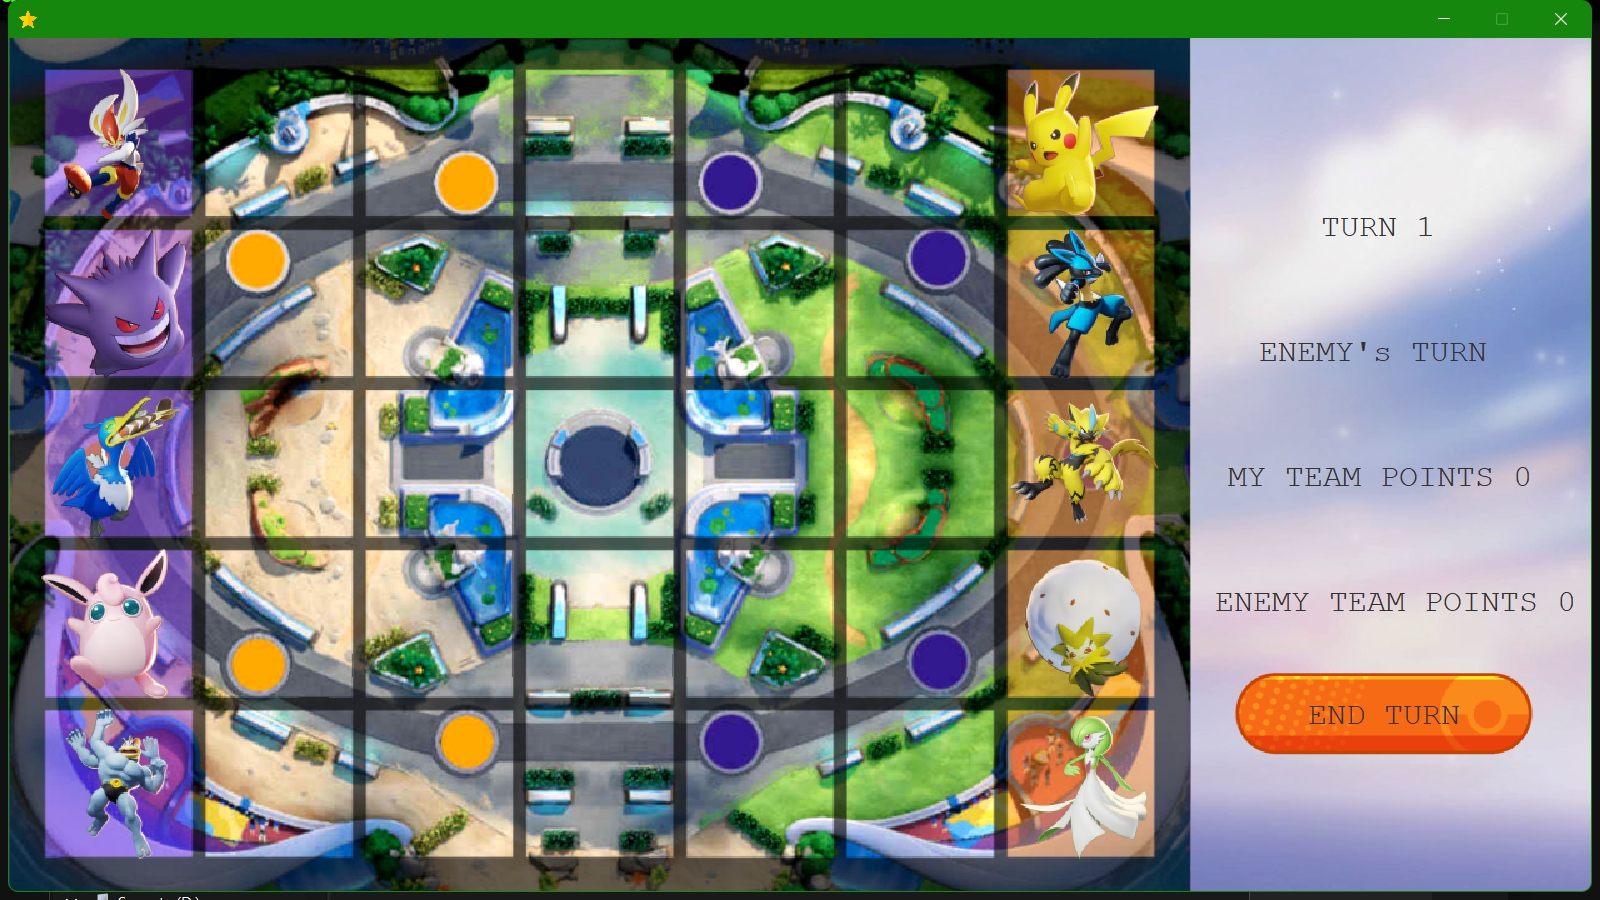 TURN 1
ENEMY's TURN
MY TEAM POINTS 0
ENEMY TEAM POINTS 0
END TURN